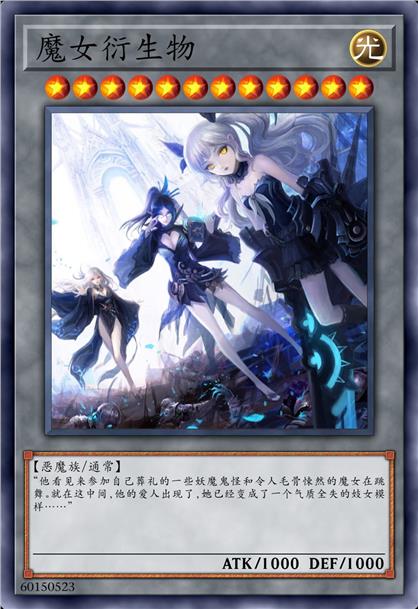 魔女衍生物
光
【恶魔族/通常】
“他看见来参加自己葬礼的一些妖魔鬼怪和令人毛骨悚然的魔女在跳
舞。就在这中间，他的爱人出现了，她已经变成了一个气质全失的妓女模
样……”
ATK/1000 DEF/1000
60150523